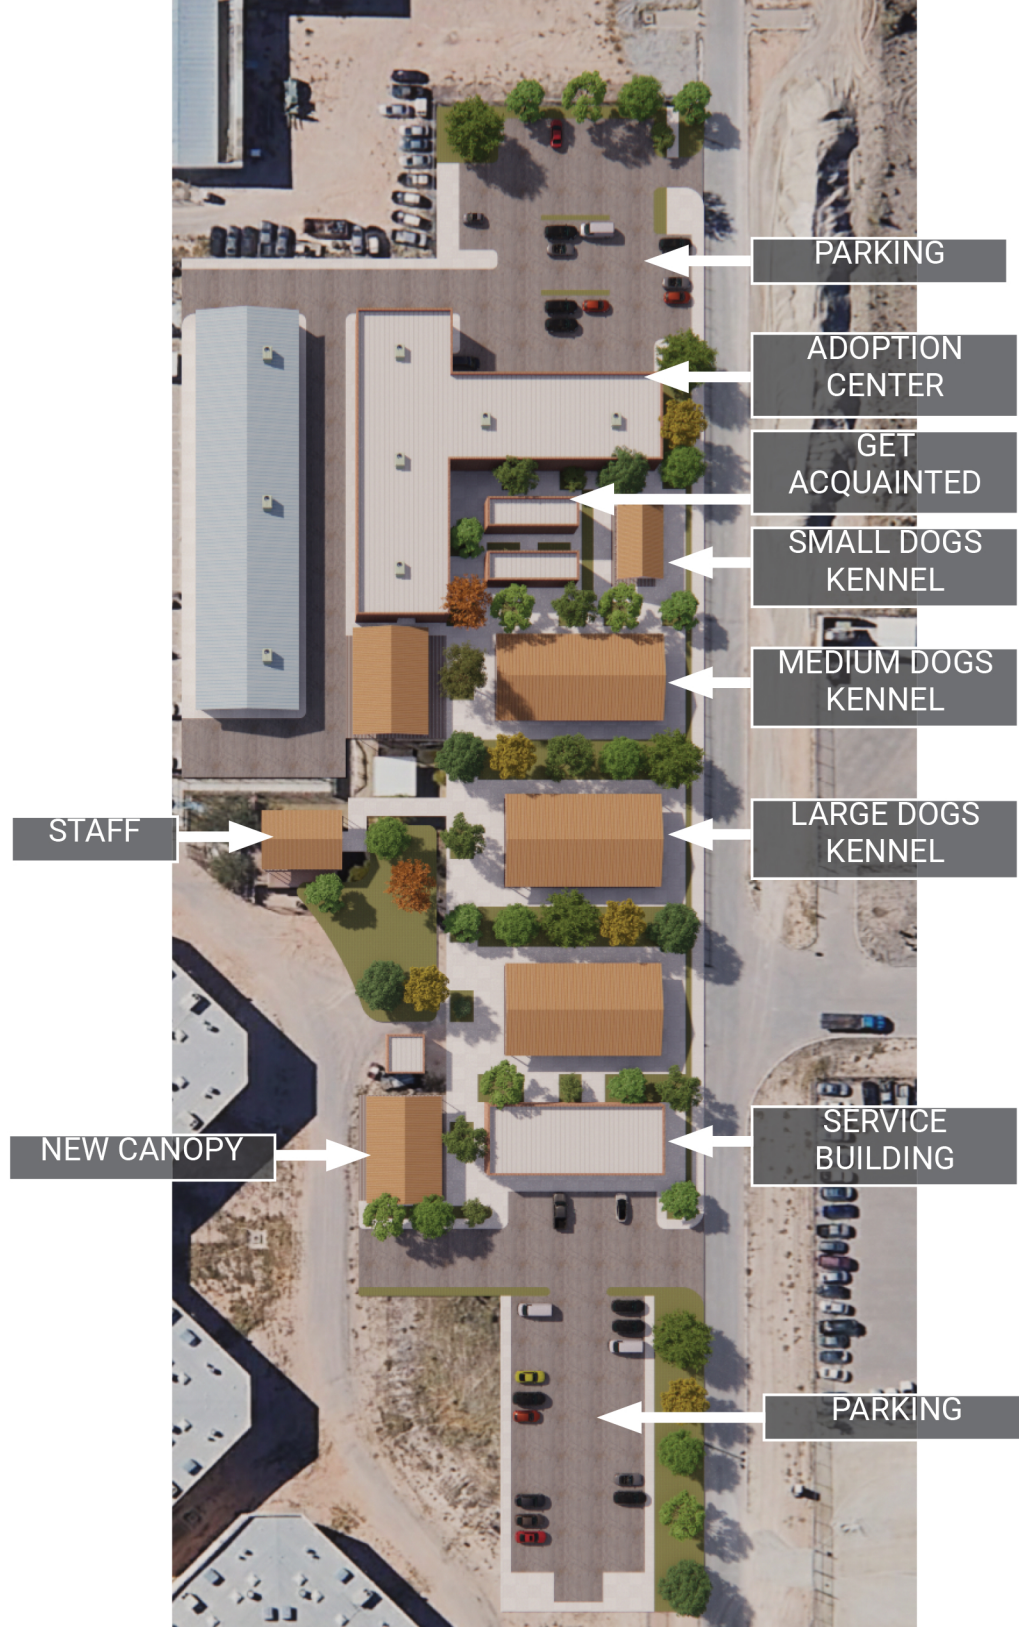 PARKING
ADOPTION
CENTER
GET
ACQUAINTED
SMALL DOGS
KENNEL
MEDIUM DOGS
KENNEL
STAFF
LARGE DOGS
KENNEL
NEW CANOPY
SERVICE
BUILDING
PARKING